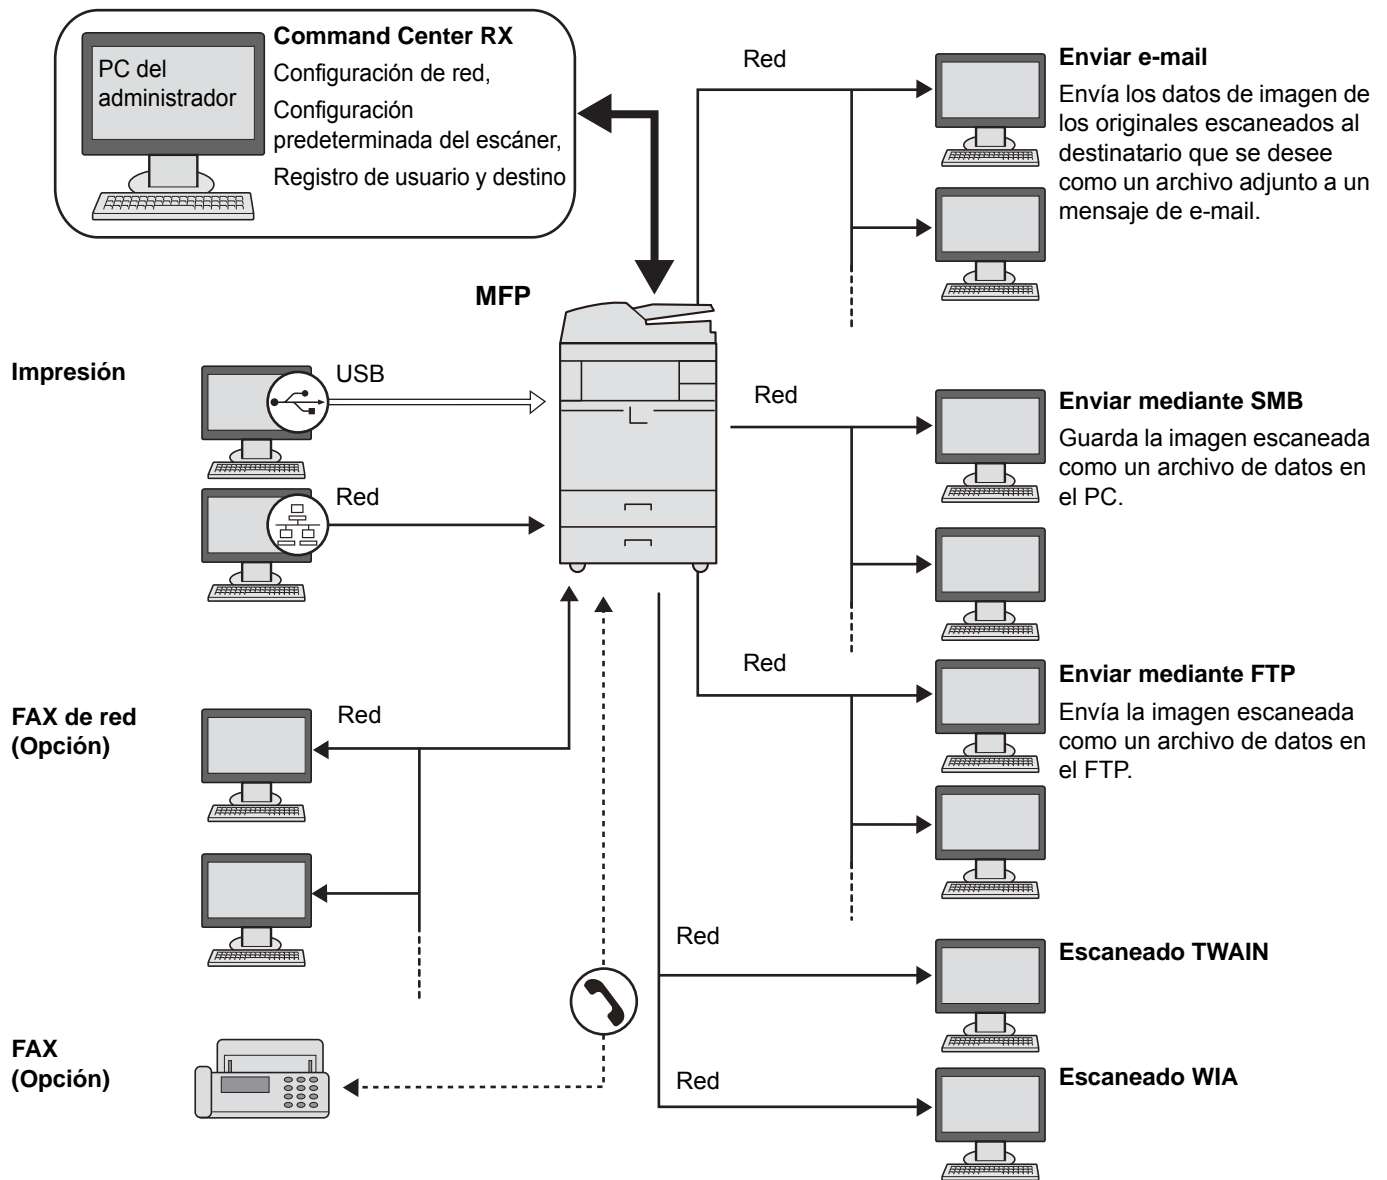 Command Center RX
PC del
administrador
Configuración de red,
Configuración
predeterminada del escáner,
Registro de usuario y destino
Red
Enviar e-mail
Envía los datos de imagen de
los originales escaneados al
destinatario que se desee
como un archivo adjunto a un
mensaje de e-mail.
MFP
Impresión
USB
Red
Red
Enviar mediante SMB
Guarda la imagen escaneada
como un archivo de datos en
el PC.
FAX de red
(Opción)
Red
Red
Enviar mediante FTP
Envía la imagen escaneada
como un archivo de datos en
el FTP.
Red
Escaneado TWAIN
FAX
(Opción)
Red
Escaneado WIA